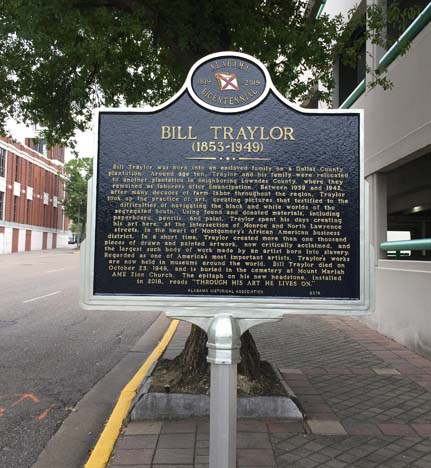 ALABAMA
1819 2019
BICENTENNIAL
BILL TRAYLOR
(1853-1949)
Bill Traylor was born into an enslaved family on a Dallas County
plantation. Around age ten, Traylor and his family were relocated
to another plantation in neighboring Lowndes County, where they
remained as laborers after Emancipation. Between 1939 and 1942,
after many decades of farm labor throughout the region, Traylor
took up the practice of art, creating pictures that testified to the
difficulties of navigating the black and white worlds of the
segregated South. Using found and donated materials, including
paperboard, pencils, and paint, Traylor spent his days creating
his art here, at the intersection of Monroe and North Lawrence
streets, in the heart of Montgomery's African American business
district. In a short time, Traylor created more than one thousand
pieces of drawn and painted artwork, now critically acclaimed, and
the largest such body of work made by an artist born into slavery.
Regarded as one of America's most important artists, Traylor's works
are now held in museums around the world. Bill Traylor died on
October 23, 1949, and is buried in the cemetery at Mount Moriah
AME Zion Church. The epitaph on his new headstone, installed
in 2018, reads "THROUGH HIS ART HE LIVES ON."
ALABAMA HISTORICAL ASSOCIATION 2019